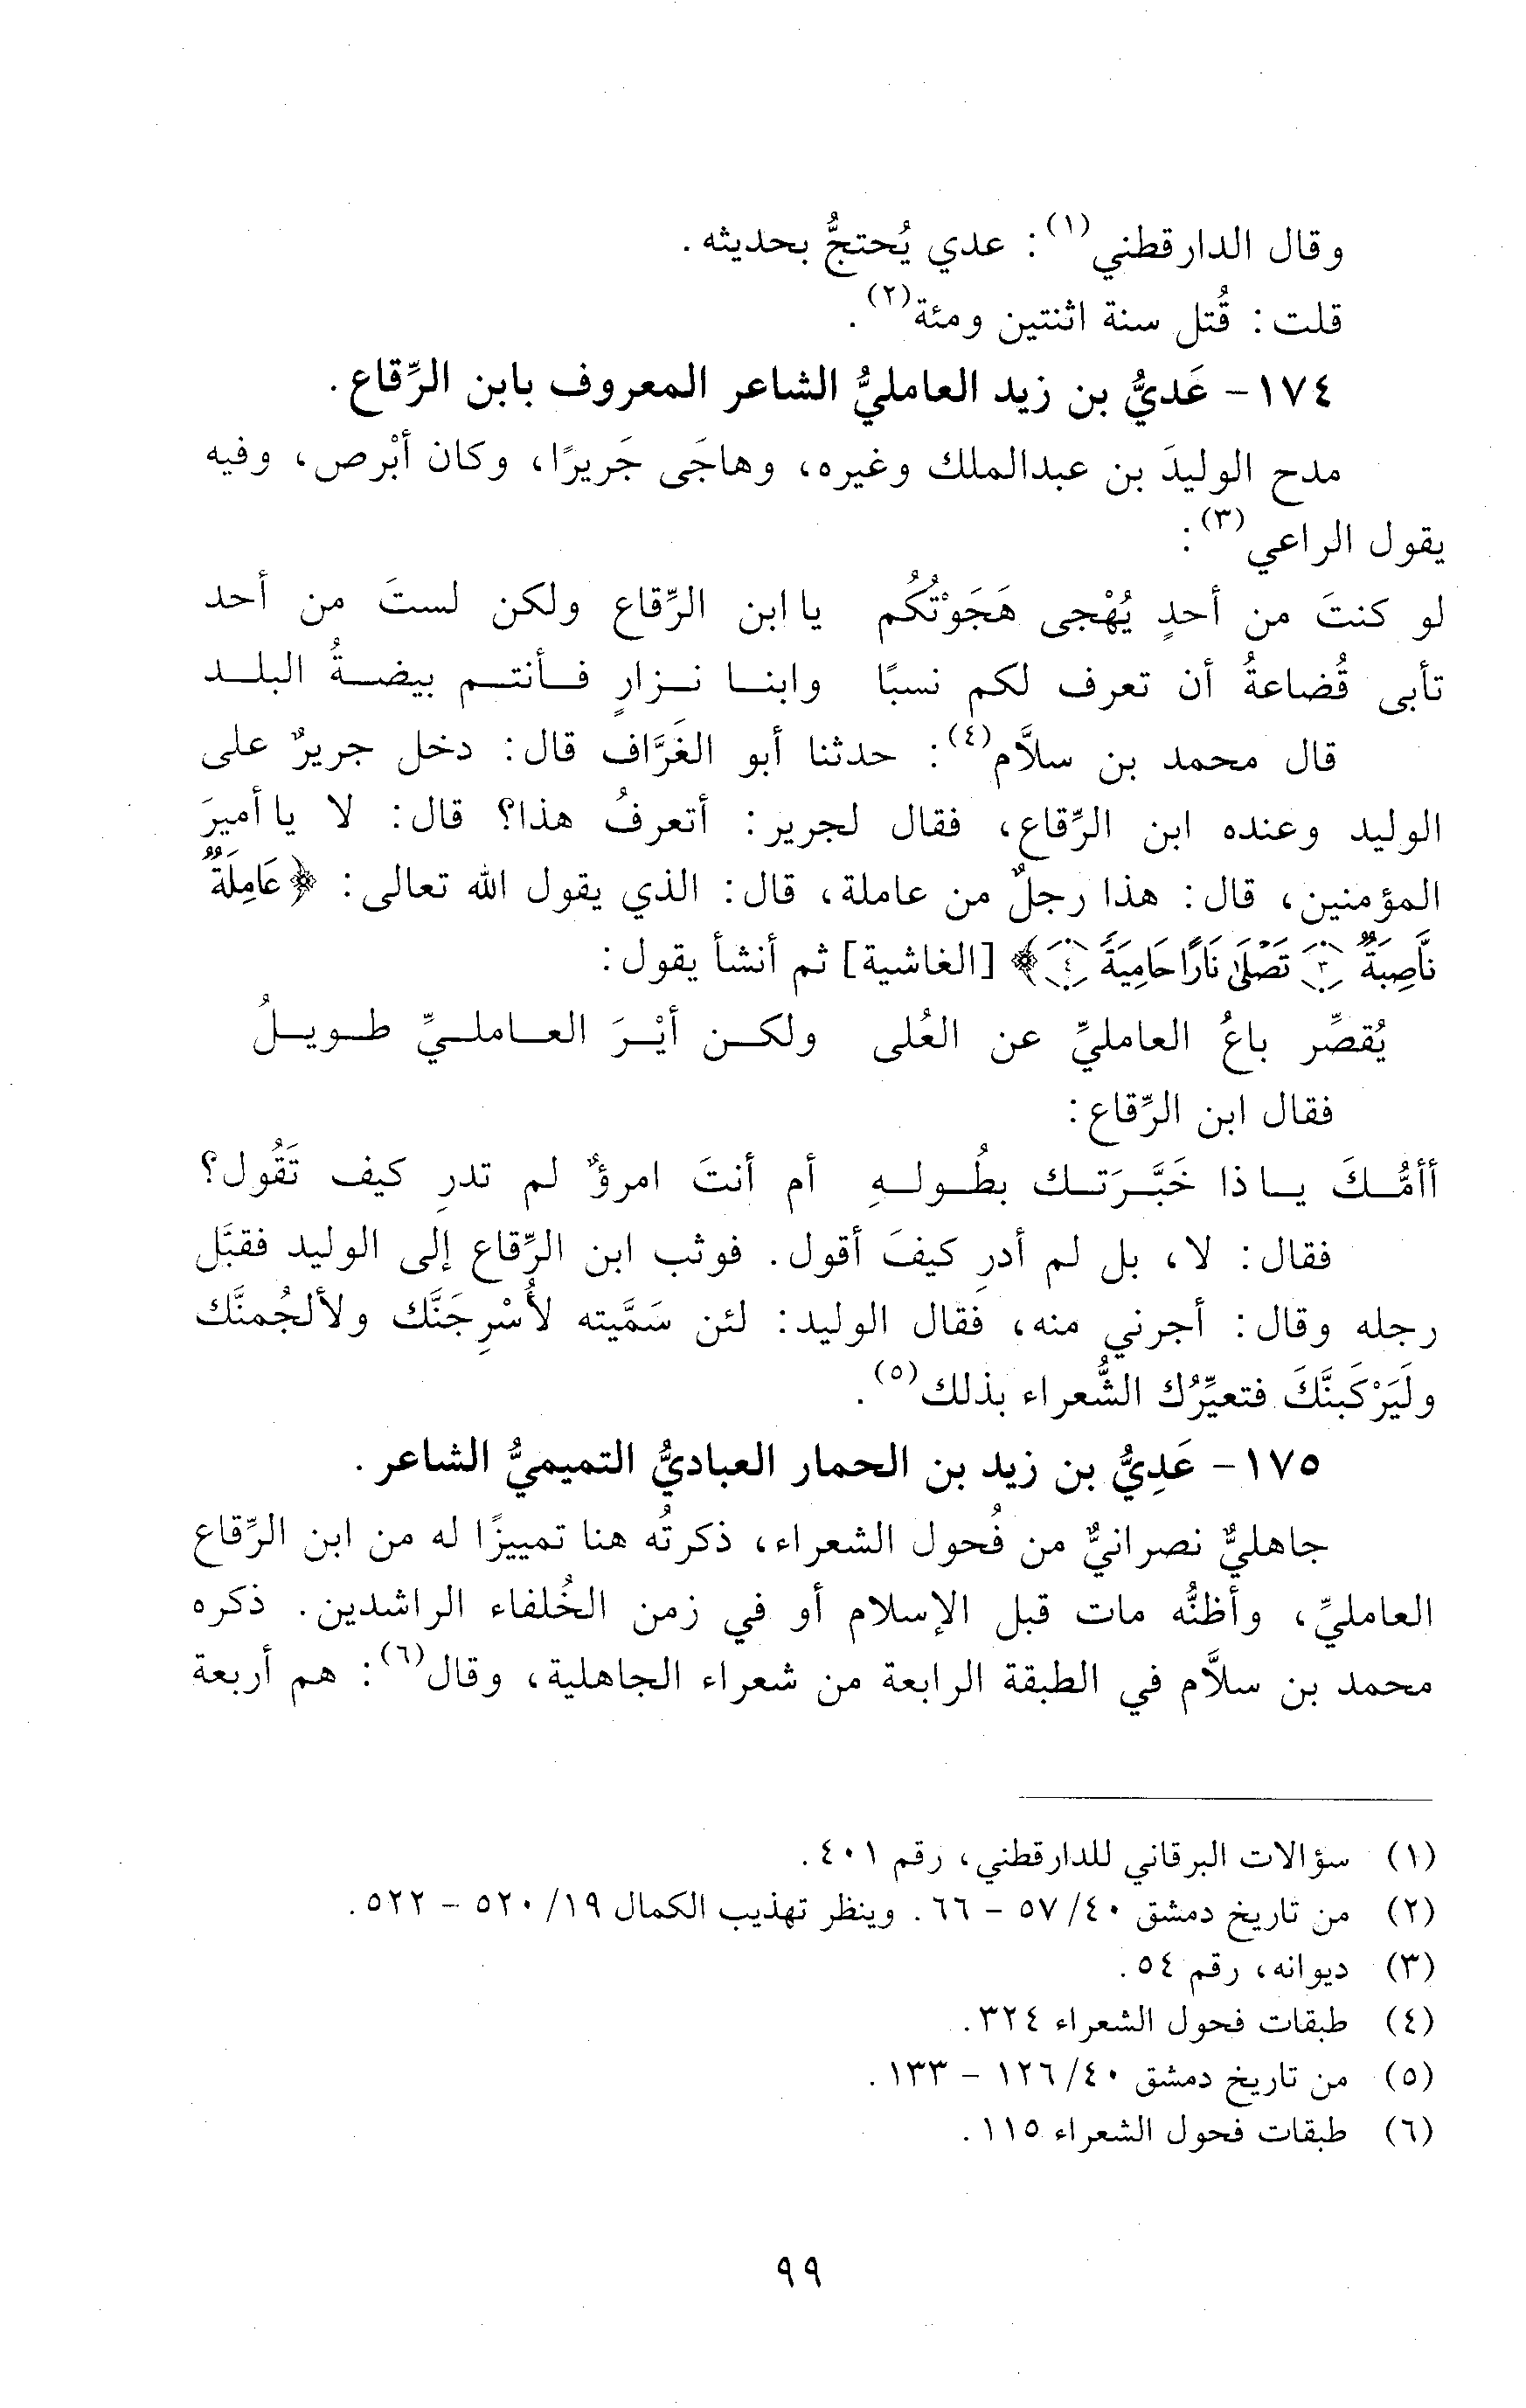 وقال الدارقطني(١): عدي يُحتجُّ بحديثه.
قلت: قُتل سنة اثنتين ومئة(٢).
١٧٤- عَديُّ بن زيد العامليُّ الشاعر المعروف بابن الرِّقاع.
مدح الوليدَ بن عبدالملك وغيره، وهاجَى جَريرًا، وكان أبْرص، وفيه
يقول الراعي(٣):
لو كنتَ من أحدٍ يُهْجى هَجَوْتُكُم يا ابن الرِّقاع ولكن لستَ من أحد
تأبى قُضاعةُ أن تعرف لكم نسبًا وابنا نزارٍ فأنتم بيضةُ البلد
قال محمد بن سلاَّم(٤): حدثنا أبو الغَرَّاف قال: دخل جريرٌ على
الوليد وعنده ابن الرِّقاع، فقال لجرير: أتعرفُ هذا؟ قال: لا يا أميرَ
المؤمنين، قال: هذا رجلٌ من عاملة، قال: الذي يقول الله تعالى: ﴿عَامِلَةٌ
نَّاصِبَةٌ ٣ تَصْلَىٰ نَارًا حَامِيَةً ٤﴾ [الغاشية] ثم أنشأ يقول:
يُقصِّر باعُ العامليِّ عن العُلى ولكن أيْرَ العامليِّ طويلُ
فقال ابن الرِّقاع:
أأمُّكَ يا ذا خَبَّرَتك بطُولهِ أم أنتَ امرؤٌ لم تدرِ كيف تَقُول؟
فقال: لا، بل لم أدرِ كيفَ أقول. فوثب ابن الرِّقاع إلى الوليد فقبَّل
رجله وقال: أجرني منه، فقال الوليد: لئن سَمَّيته لأُسْرِجَنَّك ولألجُمنَّك
ولَيَرْكَبنَّكَ فتعيِّرُك الشُّعراء بذلك(٥).
١٧٥- عَدِيُّ بن زيد بن الحمار العباديُّ التميميُّ الشاعر.
جاهليٌّ نصرانيٌّ من فُحول الشعراء، ذكرتُه هنا تمييزًا له من ابن الرِّقاع
العامليِّ، وأظنُّه مات قبل الإسلام أو في زمن الخُلفاء الراشدين. ذكره
محمد بن سلاَّم في الطبقة الرابعة من شعراء الجاهلية، وقال(٦): هم أربعة
(١) سؤالات البرقاني للدارقطني، رقم ٤٠١.
(٢) من تاريخ دمشق ٤٠/ ٥٧ - ٦٦. وينظر تهذيب الكمال ١٩/ ٥٢٠ - ٥٢٢.
(٣) ديوانه، رقم ٥٤.
(٤) طبقات فحول الشعراء ٣٢٤.
(٥) من تاريخ دمشق ٤٠/ ١٢٦ - ١٣٣.
(٦) طبقات فحول الشعراء ١١٥.
٩٩